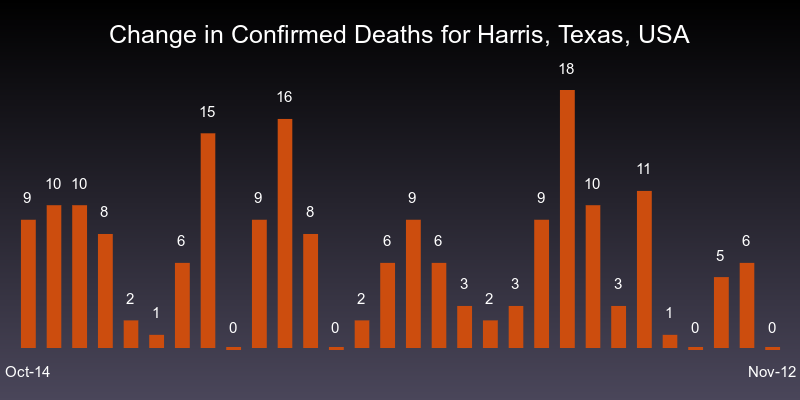 Change in Confirmed Deaths for Harris, Texas, USA
9 10 10 8 2 1 6 15 0 9 16 8 0 2 6 9 6 3 2 3 9 18 10 3 11 1 0 5 6 0
Oct-14 Nov-12